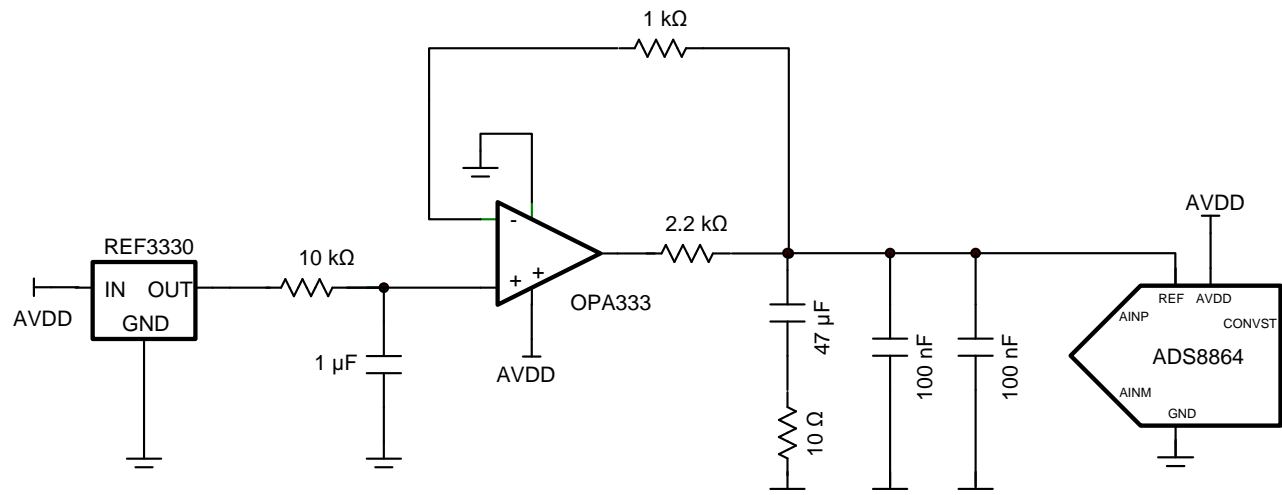 1 kΩ
REF3330
10 kΩ
2.2 kΩ
AVDD
IN OUT
GND
AVDD
-
+ +
OPA333
1 µF
AVDD
47 µF
10 Ω
100 nF
100 nF
REF AVDD
AINP
CONVST
ADS8864
AINM
GND